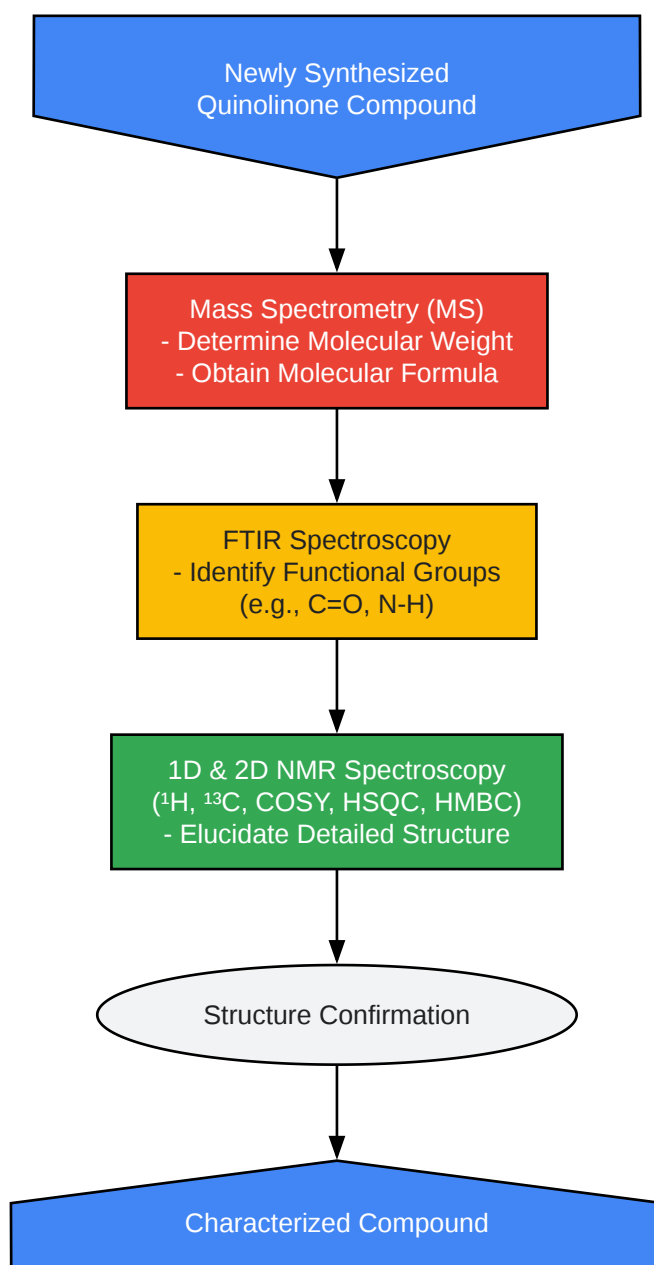 Newly Synthesized
Quinolinone Compound
Mass Spectrometry (MS)
- Determine Molecular Weight
- Obtain Molecular Formula
FTIR Spectroscopy
- Identify Functional Groups
(e.g., C=O, N-H)
1D & 2D NMR Spectroscopy
(¹H, ¹³C, COSY, HSQC, HMBC)
- Elucidate Detailed Structure
Structure Confirmation
Characterized Compound